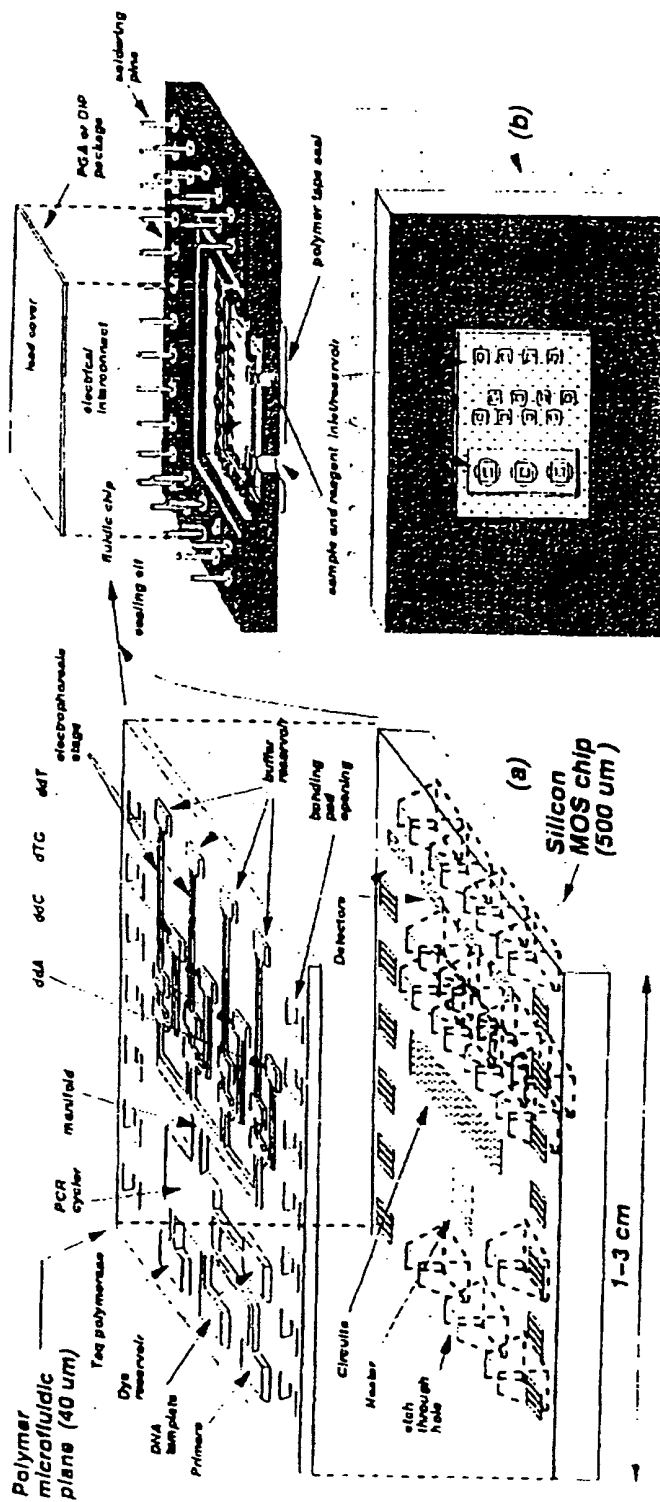 Polymer
microfluidic
plane (40 um)
Taq polymerase
Dye
reservoir
DNA
template
Primers
PCR
cycler
manifold
ddA
ddC
dTG
ddT
electrophoresis
stage
buffer
reservoir
bonding
pad
opening
Detectors
Circuits
Heater
etch
through
hole
1-3 cm
(a)
Silicon
MOS chip
(500 um)
head cover
PGA or DIP
package
soldering
pins
electrical
interconnect
fluidic chip
sealing oil
sample and reagent inlet/reservoir
polymer tape seal
(b)